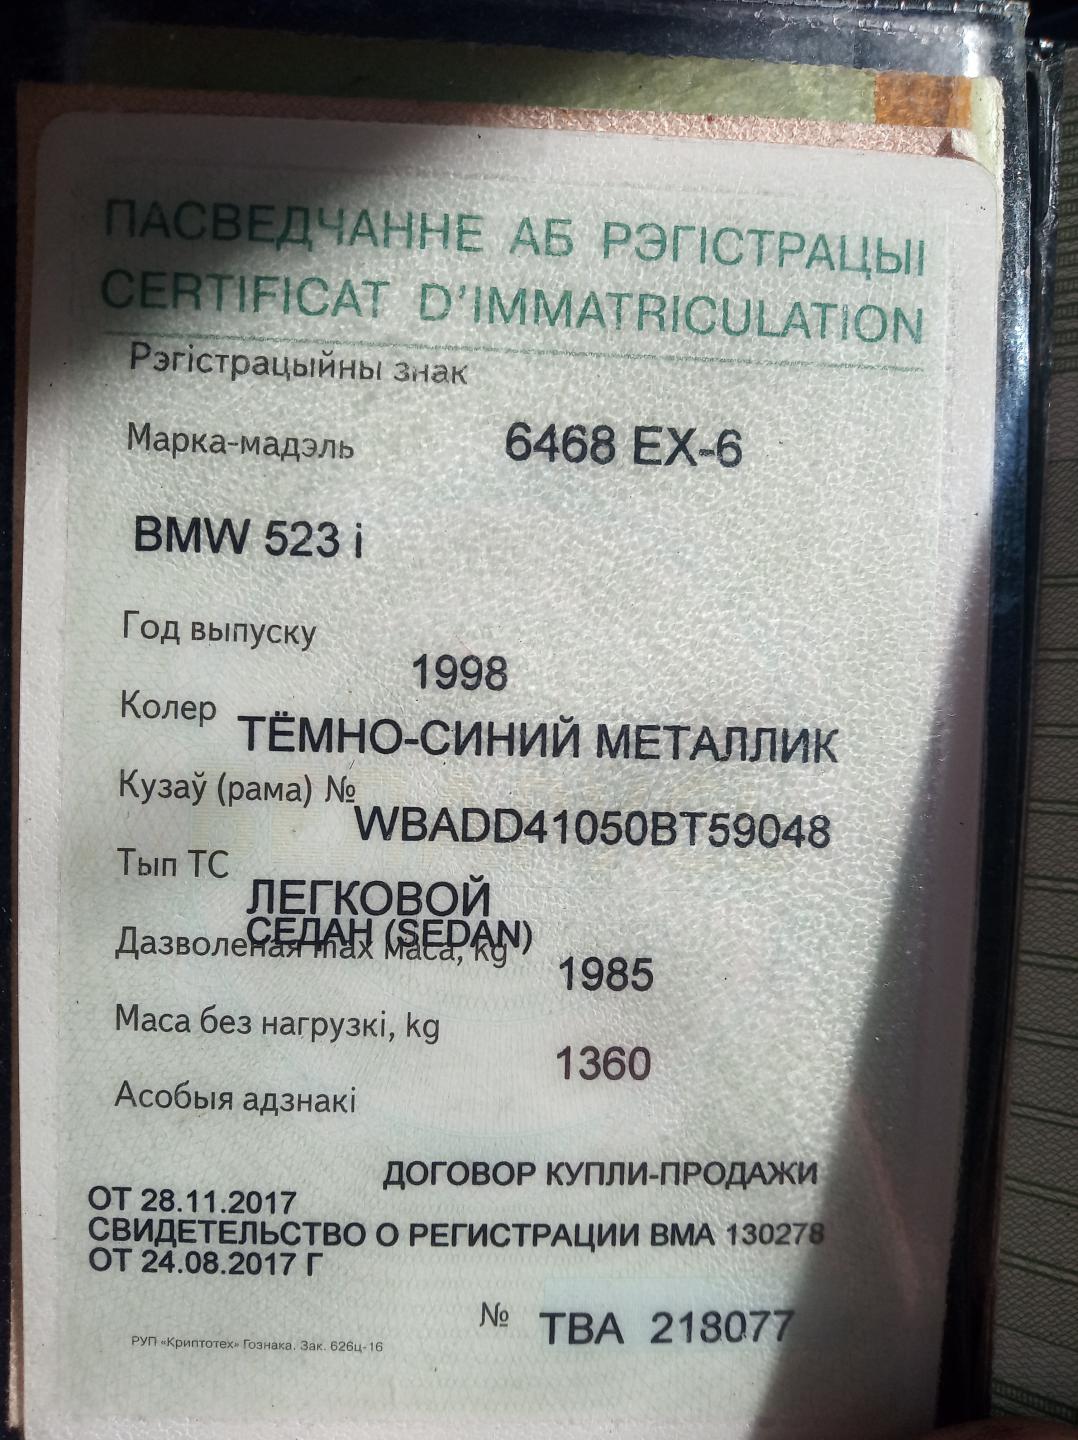 ПАСВЕДЧАННЕ АБ РЭГІСТРАЦЫІ
CERTIFICAT D'IMMATRICULATION
Рэгістрацыйны знак
6468 EX-6
Марка-мадэль
BMW 523 i
Год выпуску
1998
Колер
ТЁМНО-СИНИЙ МЕТАЛЛИК
Кузаў (рама) №
WBADD41050BT59048
Тып ТС
ЛЕГКОВОЙ
СЕДАН (SEDAN)
Дазволеная max маса, kg
1985
Маса без нагрузкі, kg
1360
Асобыя адзнакі
ДОГОВОР КУПЛИ-ПРОДАЖИ
ОТ 28.11.2017
СВИДЕТЕЛЬСТВО О РЕГИСТРАЦИИ ВМА 130278
ОТ 24.08.2017 Г
№ ТВА 218077
РУП «Криптотех» Гознака. Зак. 626ц-16